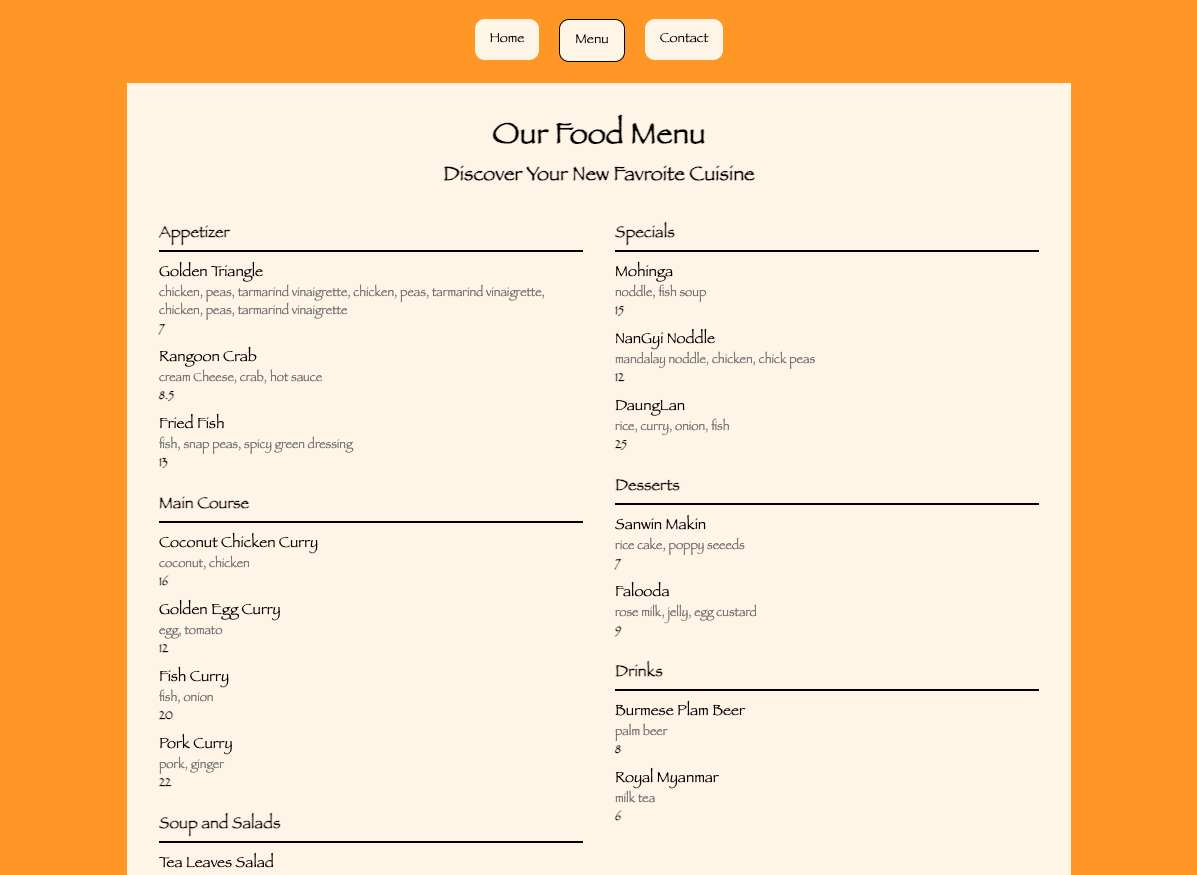 Home
Menu
Contact
Our Food Menu
Discover Your New Favroite Cuisine
Appetizer
Golden Triangle
chicken, peas, tarmarind vinaigrette, chicken, peas, tarmarind vinaigrette,
chicken, peas, tarmarind vinaigrette
7
Rangoon Crab
cream Cheese, crab, hot sauce
8.5
Fried Fish
fish, snap peas, spicy green dressing
13
Main Course
Coconut Chicken Curry
coconut, chicken
16
Golden Egg Curry
egg, tomato
12
Fish Curry
fish, onion
20
Pork Curry
pork, ginger
22
Soup and Salads
Tea Leaves Salad
Specials
Mohinga
noddle, fish soup
15
NanGyi Noddle
mandalay noddle, chicken, chick peas
12
DaungLan
rice, curry, onion, fish
25
Desserts
Sanwin Makin
rice cake, poppy seeeds
7
Falooda
rose milk, jelly, egg custard
9
Drinks
Burmese Plam Beer
palm beer
8
Royal Myanmar
milk tea
6